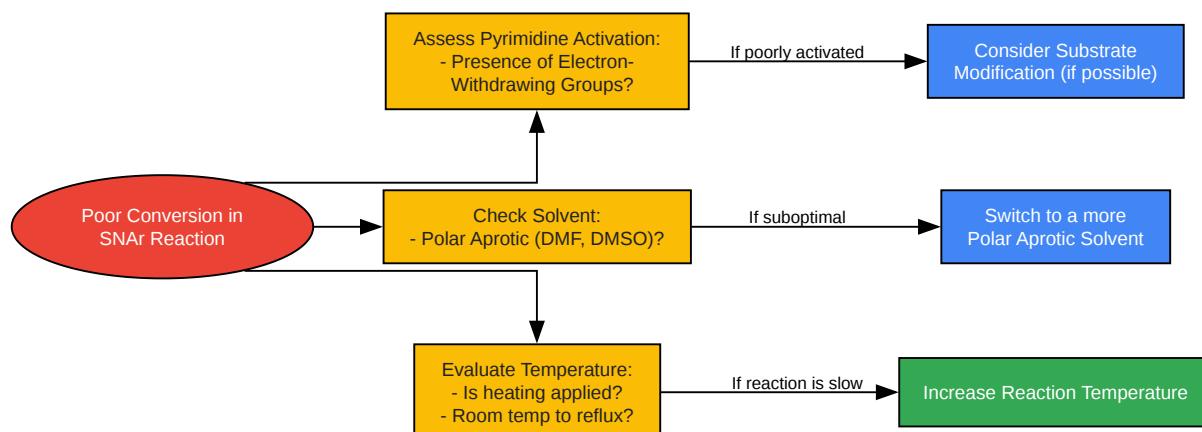 Assess Pyrimidine Activation:
- Presence of Electron-
Withdrawing Groups?
If poorly activated
Consider Substrate
Modification (if possible)
Poor Conversion in
SNAr Reaction
Check Solvent:
- Polar Aprotic (DMF, DMSO)?
If suboptimal
Switch to a more
Polar Aprotic Solvent
Evaluate Temperature:
- Is heating applied?
- Room temp to reflux?
If reaction is slow
Increase Reaction Temperature